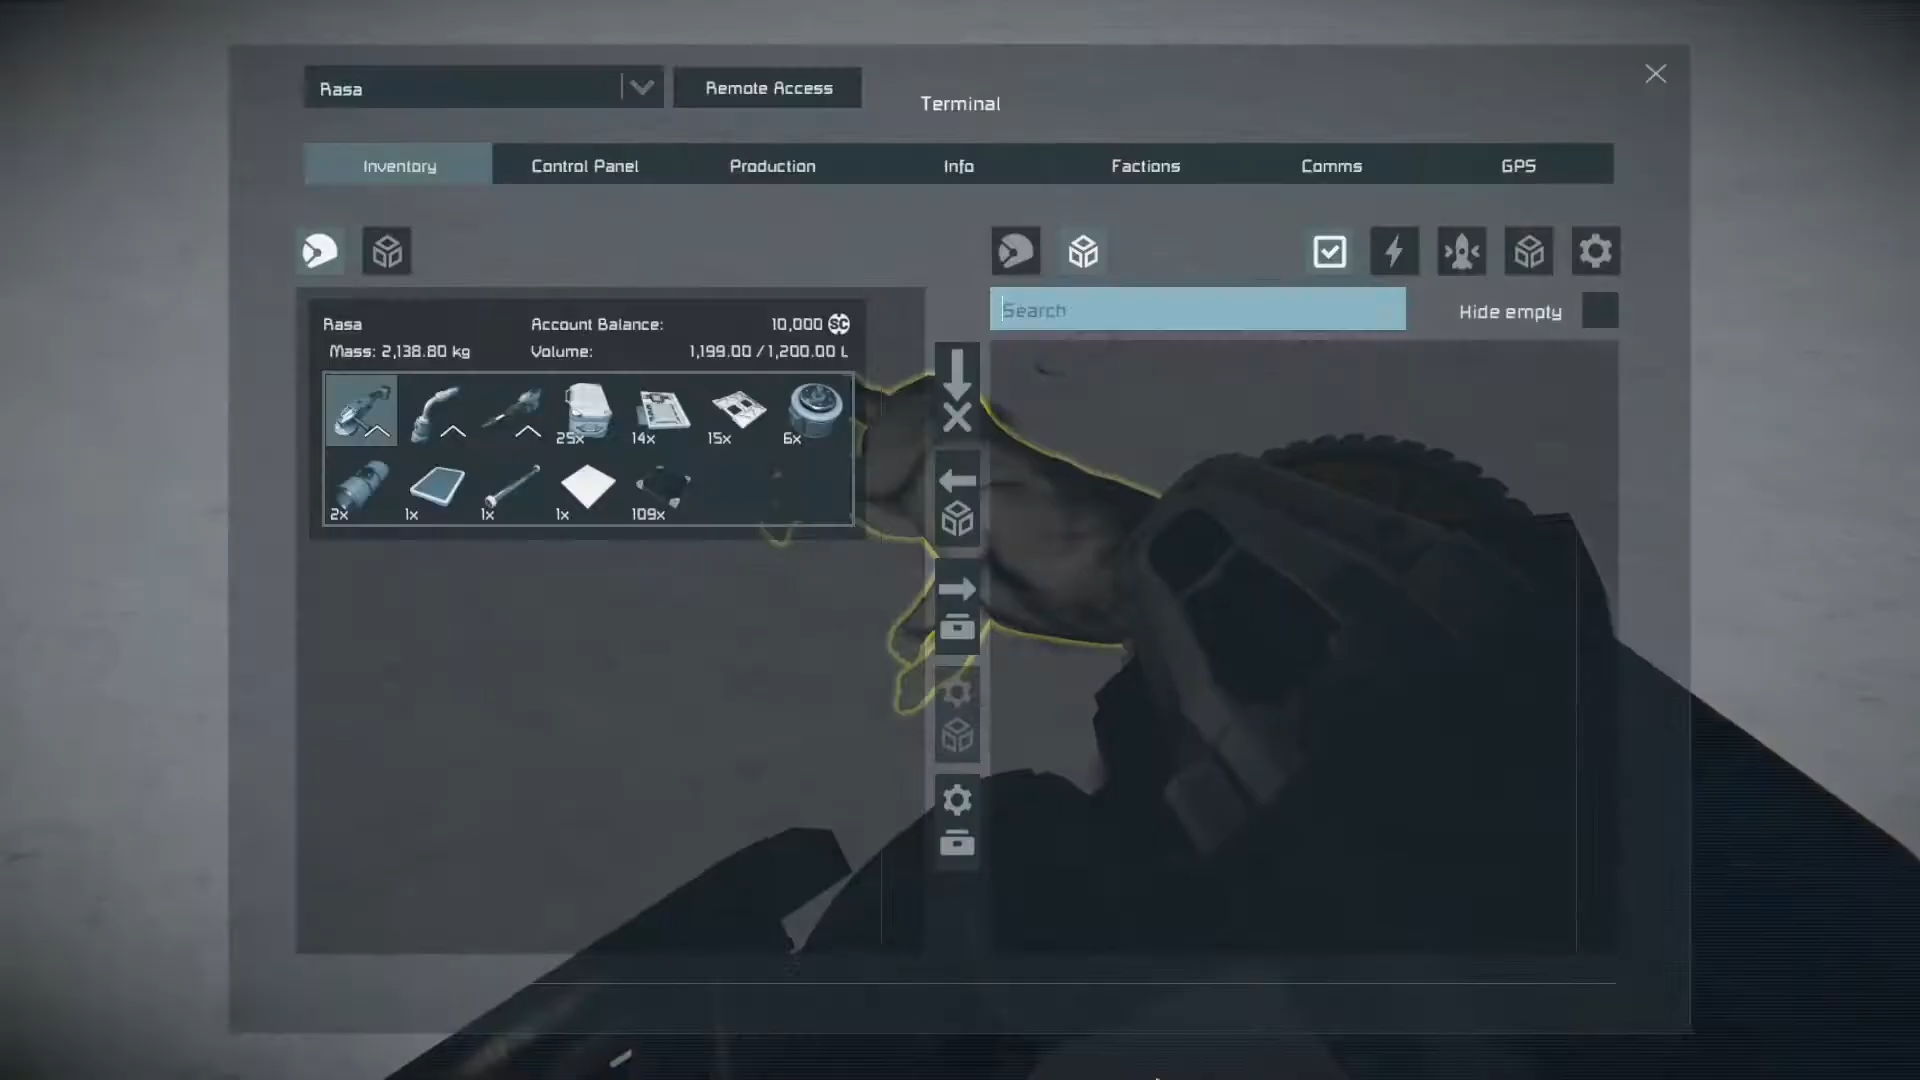 Rasa
Remote Access
Terminal
Inventory Control Panel Production Info Factions Comms GPS
Search
Hide empty
Rasa Account Balance: 10,000 SC
Mass: 2,138.80 kg Volume: 1,199.00 / 1,200.00 L
25x 14x 15x 6x
2x 1x 1x 1x 109x